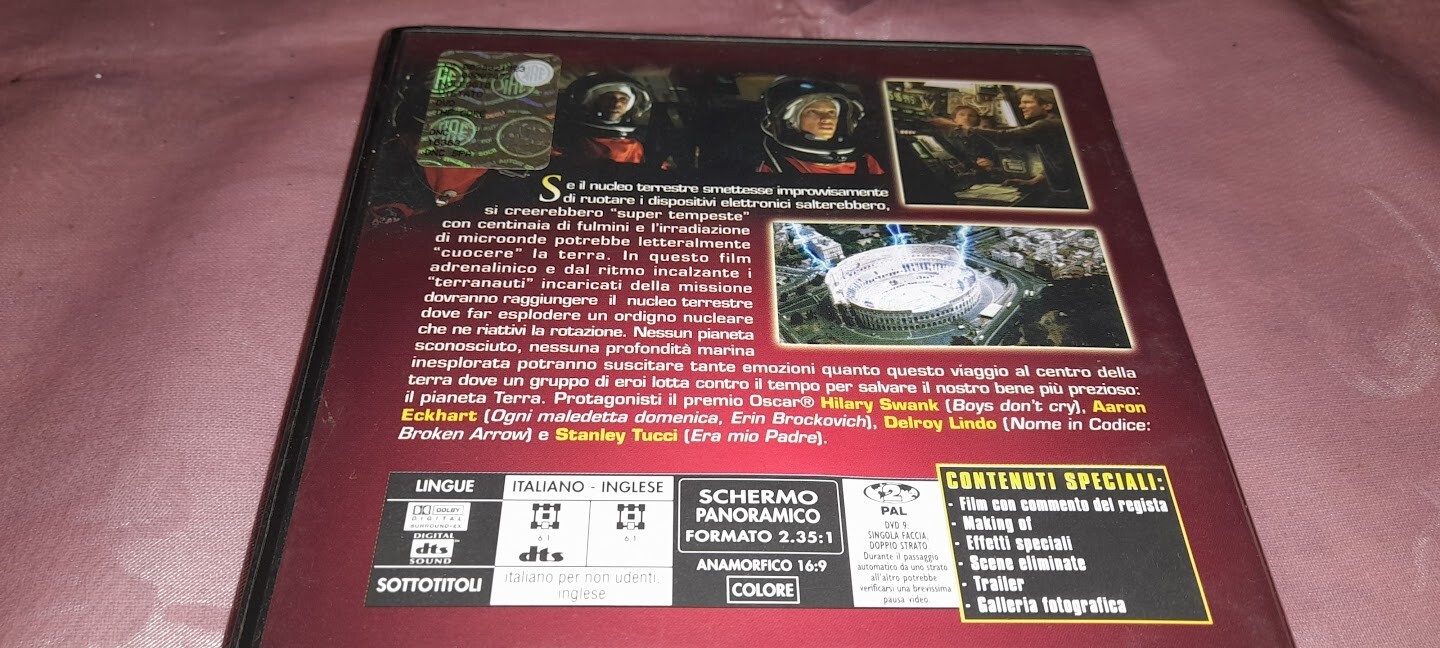 Se il nucleo terrestre smettesse improvvisamente
di ruotare i dispositivi elettronici salterebbero,
si creerebbero "super tempeste"
con centinaia di fulmini e l'irradiazione
di microonde potrebbe letteralmente
"cuocere" la terra. In questo film
adrenalinico e dal ritmo incalzante i
"terranauti" incaricati della missione
dovranno raggiungere il nucleo terrestre
dove far esplodere un ordigno nucleare
che ne riattivi la rotazione. Nessun pianeta
sconosciuto, nessuna profondità marina
inesplorata potranno suscitare tante emozioni quanto questo viaggio al centro della
terra dove un gruppo di eroi lotta contro il tempo per salvare il nostro bene più prezioso:
il pianeta Terra. Protagonisti il premio Oscar® Hilary Swank (Boys don't cry), Aaron
Eckhart (Ogni maledetta domenica, Erin Brockovich), Delroy Lindo (Nome in Codice:
Broken Arrow) e Stanley Tucci (Era mio Padre).
LINGUE
ITALIANO - INGLESE
DOLBY
DIGITAL
SURROUND·EX
DIGITAL
dts
SOUND
6.1
dts
6.1
SOTTOTITOLI
italiano per non udenti,
inglese
SCHERMO
PANORAMICO
FORMATO 2.35:1
ANAMORFICO 16:9
COLORE
2
PAL
DVD 9:
SINGOLA FACCIA,
DOPPIO STRATO
Durante il passaggio
automatico da uno strato
all'altro potrebbe
verificarsi una brevissima
pausa video.
CONTENUTI SPECIALI:
- Film con commento del regista
- Making of
- Effetti speciali
- Scene eliminate
- Trailer
- Galleria fotografica